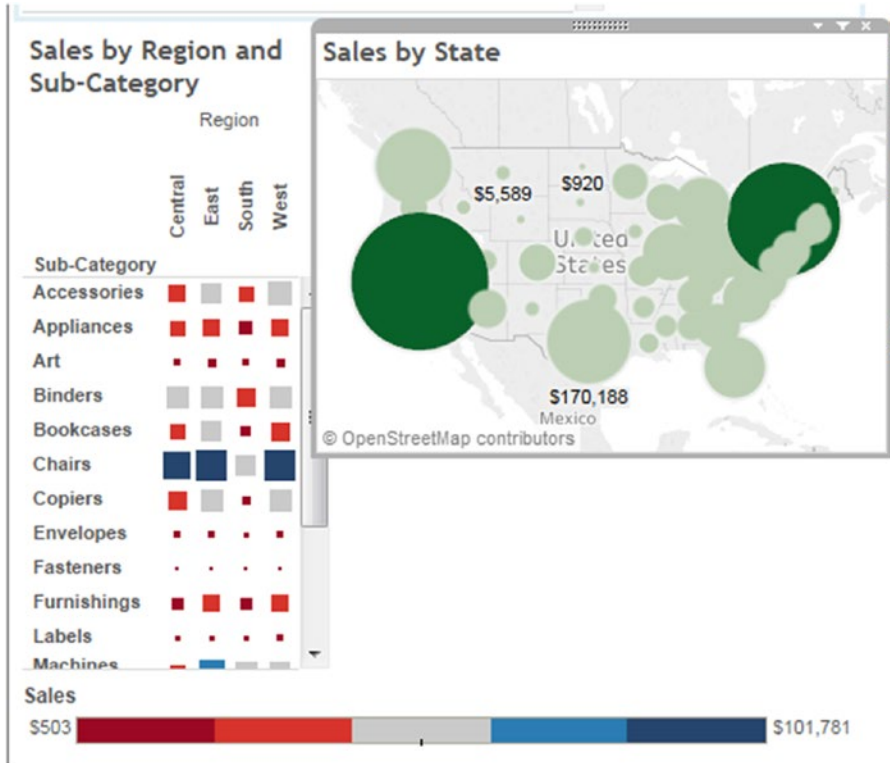 Sales by Region and
Sub-Category
Region
Central
East
South
West
Sub-Category
Accessories
Appliances
Art
Binders
Bookcases
Chairs
Copiers
Envelopes
Fasteners
Furnishings
Labels
Machines
Sales by State
$5,589
$920
United
States
$170,188
Mexico
© OpenStreetMap contributors
Sales
$503
$101,781